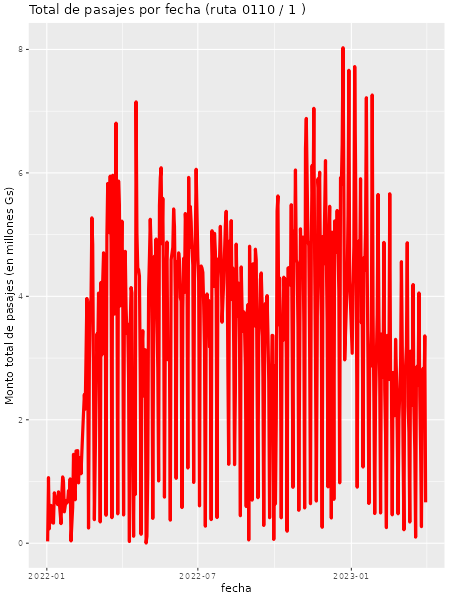 Total de pasajes por fecha (ruta 0110 / 1 )
Monto total de pasajes (en millones Gs)
8
6
4
2
0
2022-01
2022-07
2023-01
fecha